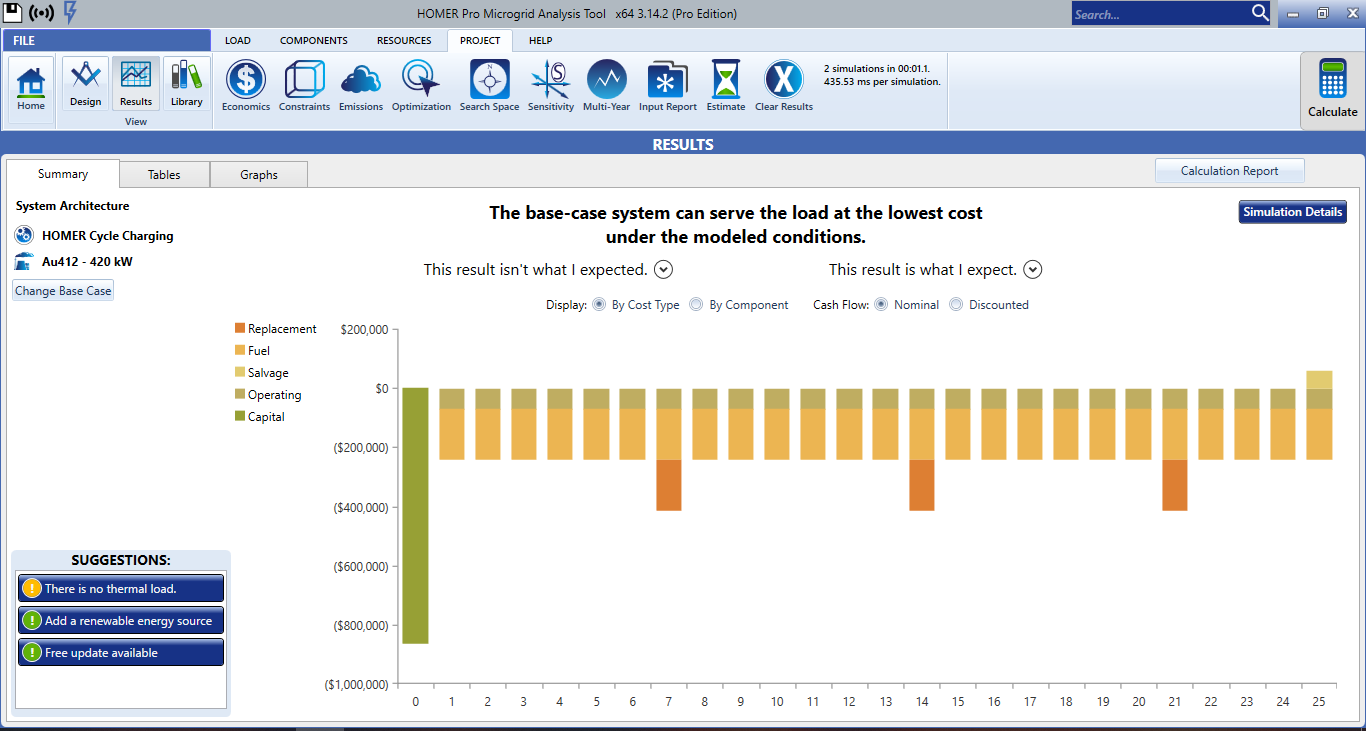 HOMER Pro Microgrid Analysis Tool x64 3.14.2 (Pro Edition)
Search...
FILE
LOAD
COMPONENTS
RESOURCES
PROJECT
HELP
Home
Design
Results
Library
View
Economics
Constraints
Emissions
Optimization
Search Space
Sensitivity
Multi-Year
Input Report
Estimate
Clear Results
2 simulations in 00:01.1.
435.53 ms per simulation.
Calculate
RESULTS
Summary
Tables
Graphs
Calculation Report
System Architecture
HOMER Cycle Charging
Au412 - 420 kW
Change Base Case
The base-case system can serve the load at the lowest cost
under the modeled conditions.
Simulation Details
This result isn't what I expected.
This result is what I expect.
Display: By Cost Type By Component Cash Flow: Nominal Discounted
Replacement
Fuel
Salvage
Operating
Capital
$200,000
$0
($200,000)
($400,000)
($600,000)
($800,000)
($1,000,000)
0 1 2 3 4 5 6 7 8 9 10 11 12 13 14 15 16 17 18 19 20 21 22 23 24 25
SUGGESTIONS:
There is no thermal load.
Add a renewable energy source
Free update available